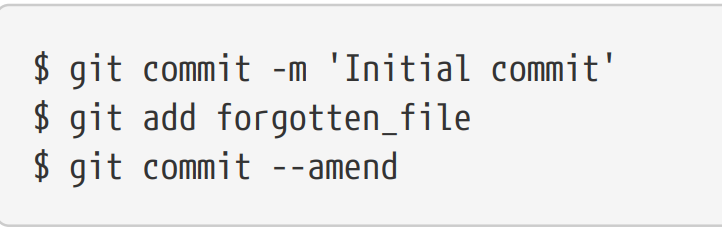 $ git commit -m 'Initial commit'
$ git add forgotten_file
$ git commit --amend